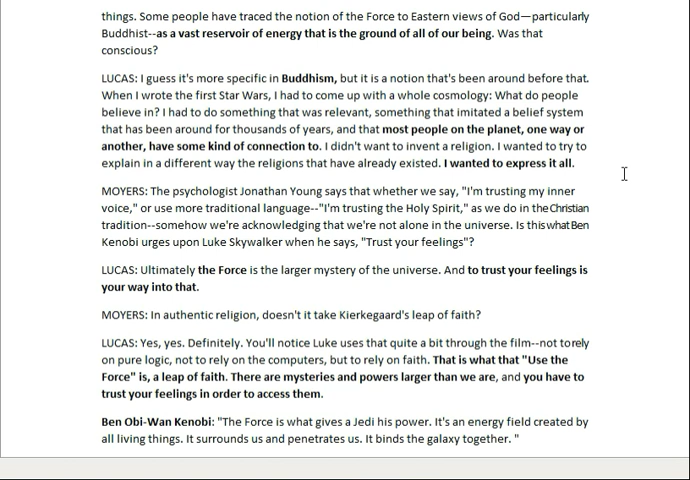 things. Some people have traced the notion of the Force to Eastern views of God—particularly
Buddhist--as a vast reservoir of energy that is the ground of all of our being. Was that
conscious?
LUCAS: I guess it's more specific in Buddhism, but it is a notion that's been around before that.
When I wrote the first Star Wars, I had to come up with a whole cosmology: What do people
believe in? I had to do something that was relevant, something that imitated a belief system
that has been around for thousands of years, and that most people on the planet, one way or
another, have some kind of connection to. I didn't want to invent a religion. I wanted to try to
explain in a different way the religions that have already existed. I wanted to express it all.
MOYERS: The psychologist Jonathan Young says that whether we say, "I'm trusting my inner
voice," or use more traditional language--"I'm trusting the Holy Spirit," as we do in the Christian
tradition--somehow we're acknowledging that we're not alone in the universe. Is this what Ben
Kenobi urges upon Luke Skywalker when he says, "Trust your feelings"?
LUCAS: Ultimately the Force is the larger mystery of the universe. And to trust your feelings is
your way into that.
MOYERS: In authentic religion, doesn't it take Kierkegaard's leap of faith?
LUCAS: Yes, yes. Definitely. You'll notice Luke uses that quite a bit through the film--not to rely
on pure logic, not to rely on the computers, but to rely on faith. That is what that "Use the
Force" is, a leap of faith. There are mysteries and powers larger than we are, and you have to
trust your feelings in order to access them.
Ben Obi-Wan Kenobi: "The Force is what gives a Jedi his power. It's an energy field created by
all living things. It surrounds us and penetrates us. It binds the galaxy together. "